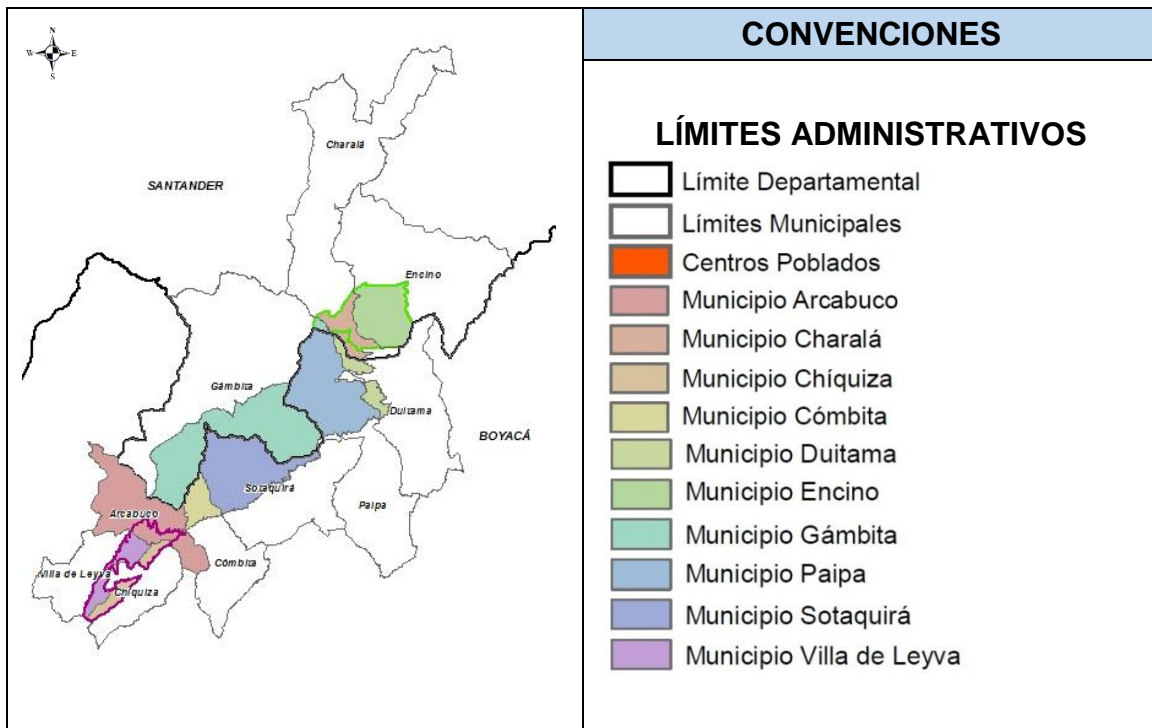 N
W E
S
Charalá
SANTANDER
Encino
Gámbita
Duitama
BOYACÁ
Sotaquirá
Paipa
Arcabuco
Cómbita
Villa de Leyva
Chíquiza
CONVENCIONES
LÍMITES ADMINISTRATIVOS
Límite Departamental
Límites Municipales
Centros Poblados
Municipio Arcabuco
Municipio Charalá
Municipio Chíquiza
Municipio Cómbita
Municipio Duitama
Municipio Encino
Municipio Gámbita
Municipio Paipa
Municipio Sotaquirá
Municipio Villa de Leyva